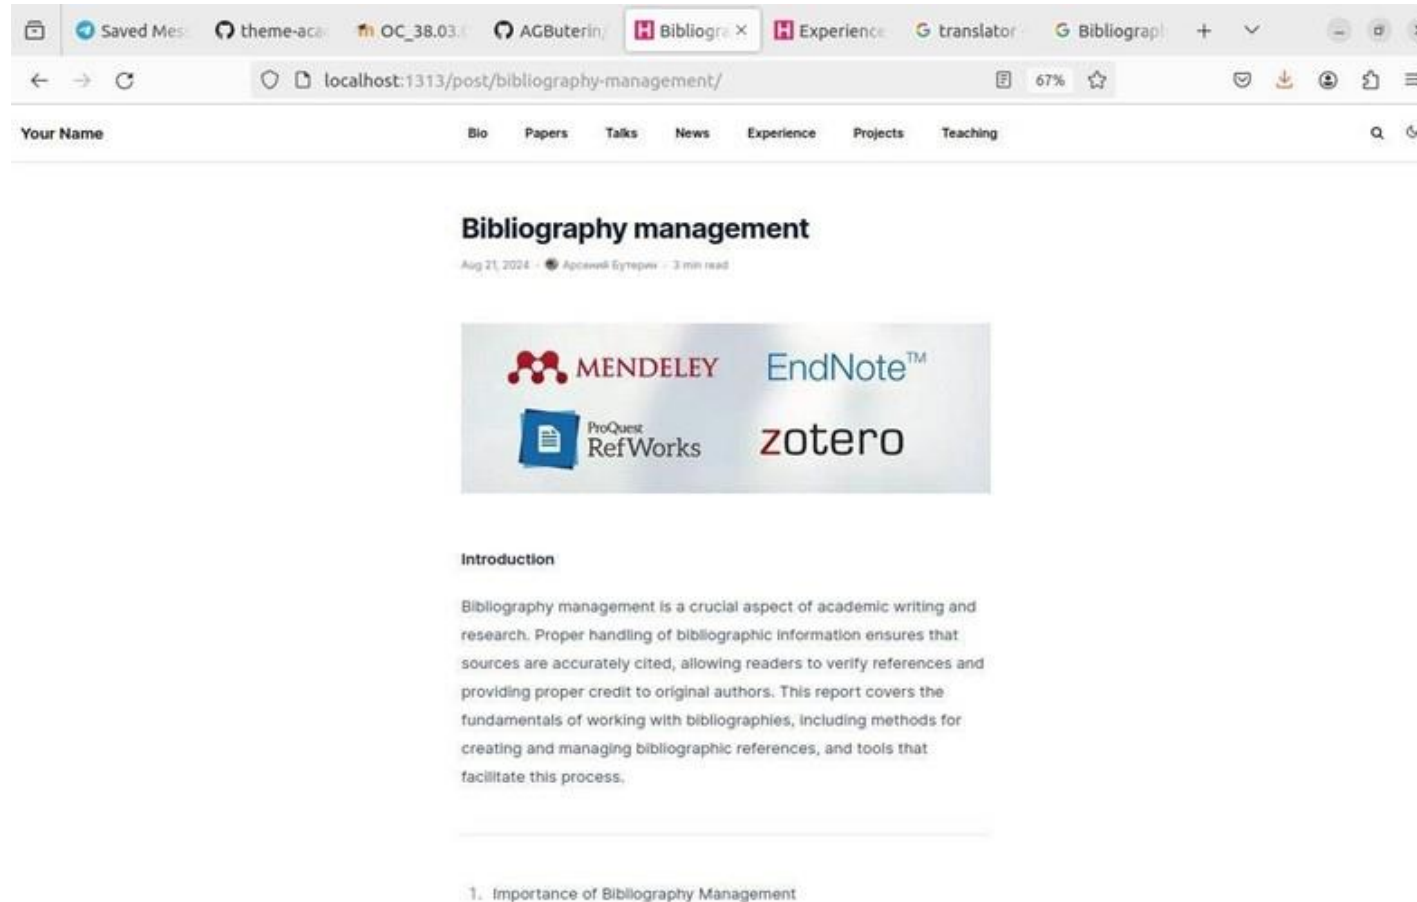 Saved Mes
theme-aca
OC_38.03.
AGButerin/
Bibliogra
Experience
translator
Bibliograp
localhost:1313/post/bibliography-management/
67%
Your Name
Bio
Papers
Talks
News
Experience
Projects
Teaching
Bibliography management
Aug 21, 2024 · Арсений Бутерин · 3 min read
MENDELEY
EndNote™
ProQuest
RefWorks
zotero
Introduction
Bibliography management is a crucial aspect of academic writing and
research. Proper handling of bibliographic information ensures that
sources are accurately cited, allowing readers to verify references and
providing proper credit to original authors. This report covers the
fundamentals of working with bibliographies, including methods for
creating and managing bibliographic references, and tools that
facilitate this process.
1. Importance of Bibliography Management